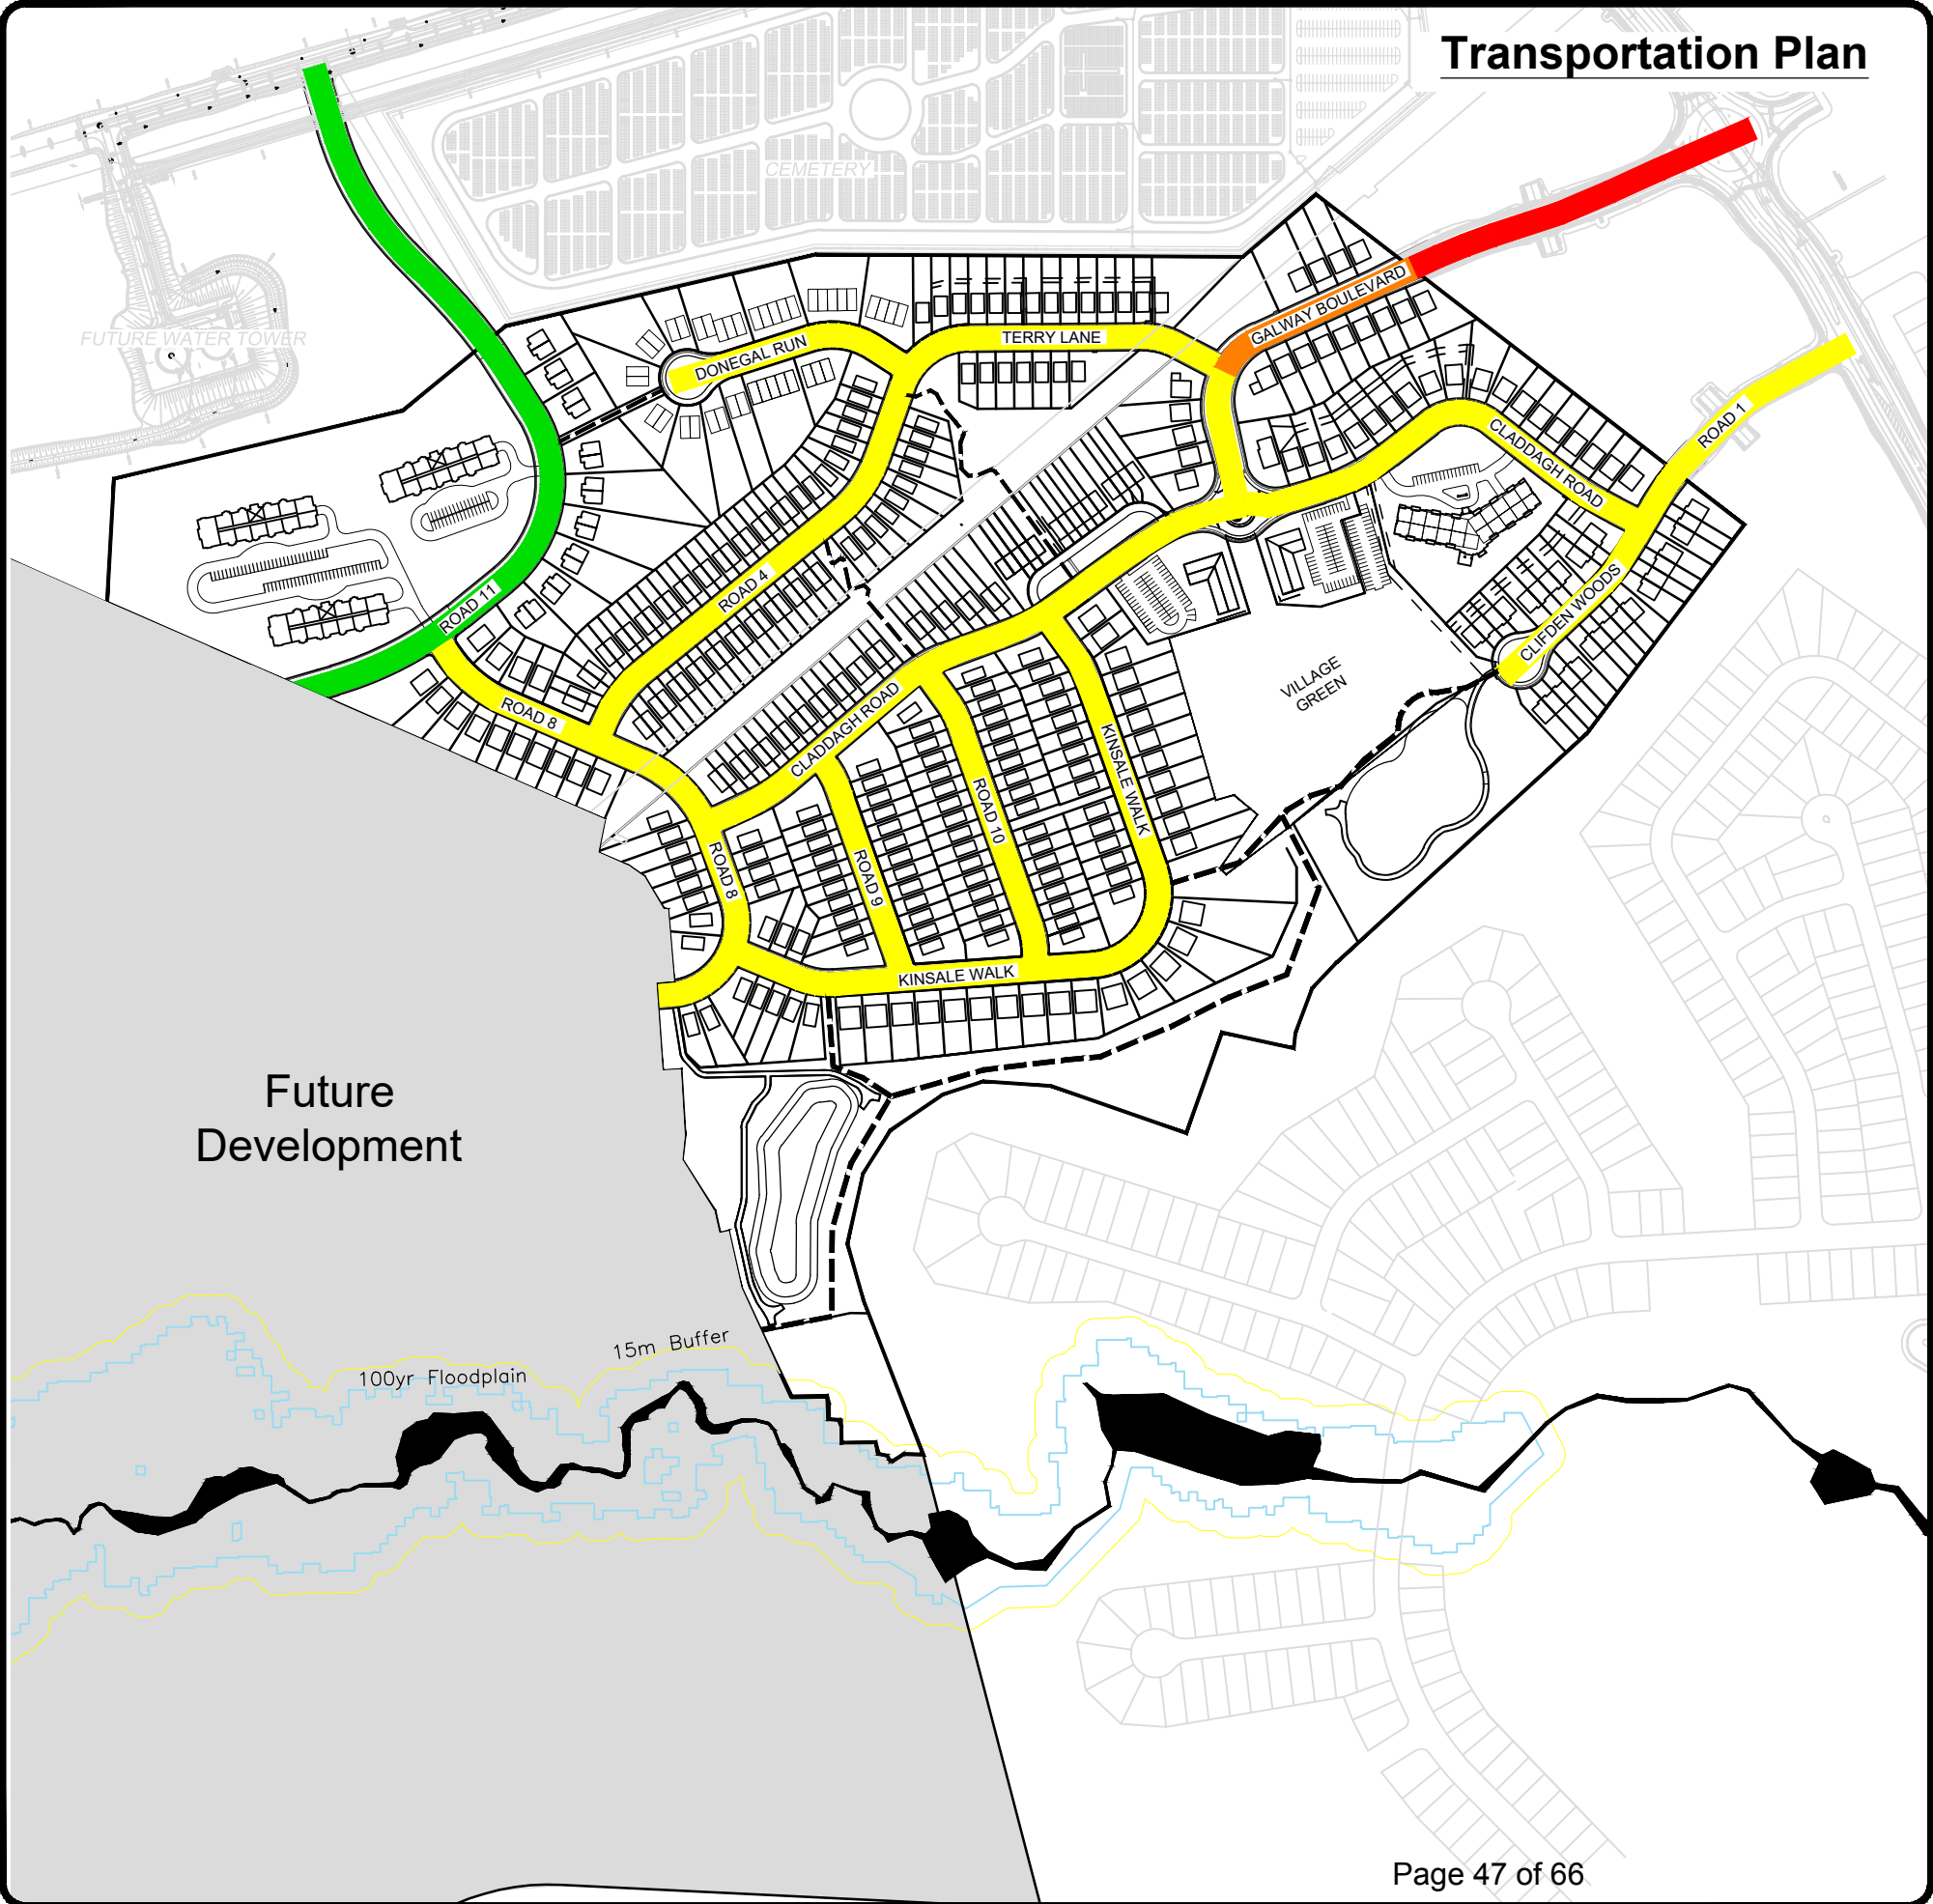 Transportation Plan
CEMETERY
FUTURE WATER TOWER
GALWAY BOULEVARD
TERRY LANE
DONEGAL RUN
ROAD 1
CLADDAGH ROAD
ROAD 4
ROAD 11
CLIFDEN WOODS
VILLAGE
GREEN
ROAD 8
CLADDAGH ROAD
KINSALE WALK
ROAD 10
ROAD 8
ROAD 9
KINSALE WALK
Future
Development
15m Buffer
100yr Floodplain
Page 47 of 66